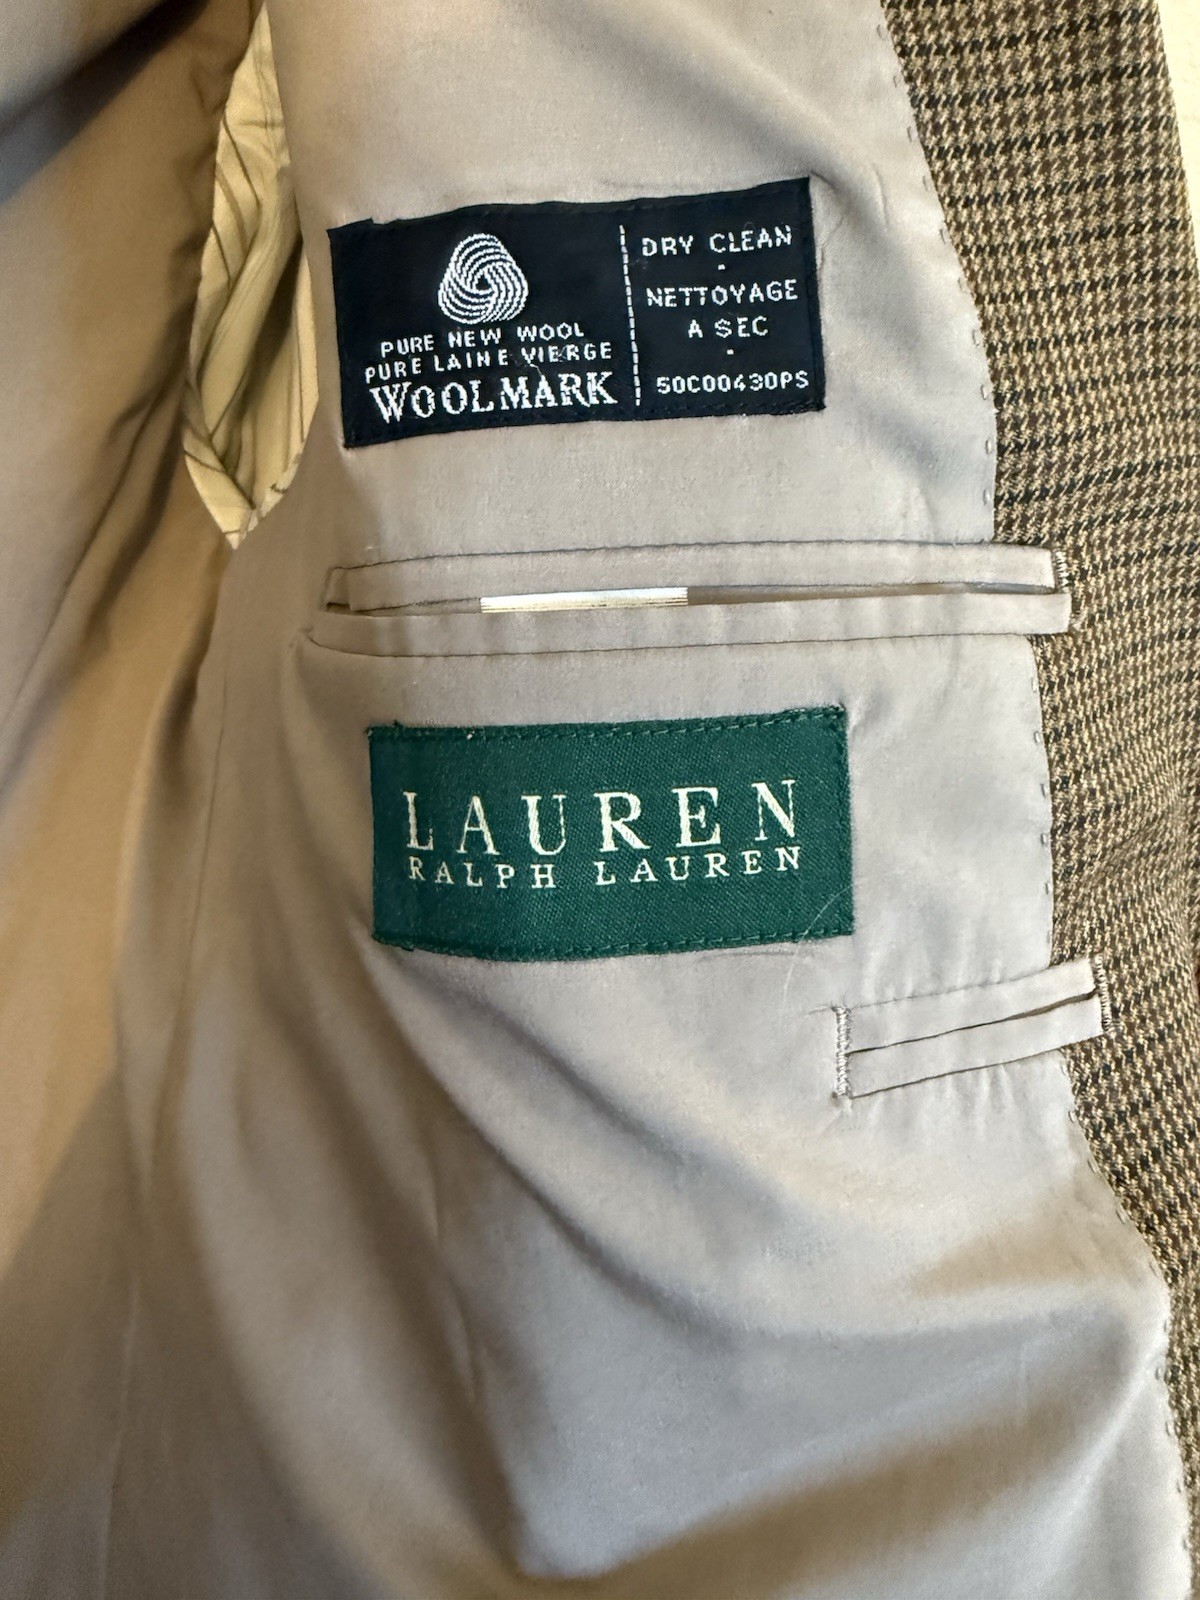 PURE NEW WOOL
PURE LAINE VIERGE
WOOLMARK
DRY CLEAN
-
NETTOYAGE
A SEC
-
50C00430PS
LAUREN
RALPH LAUREN